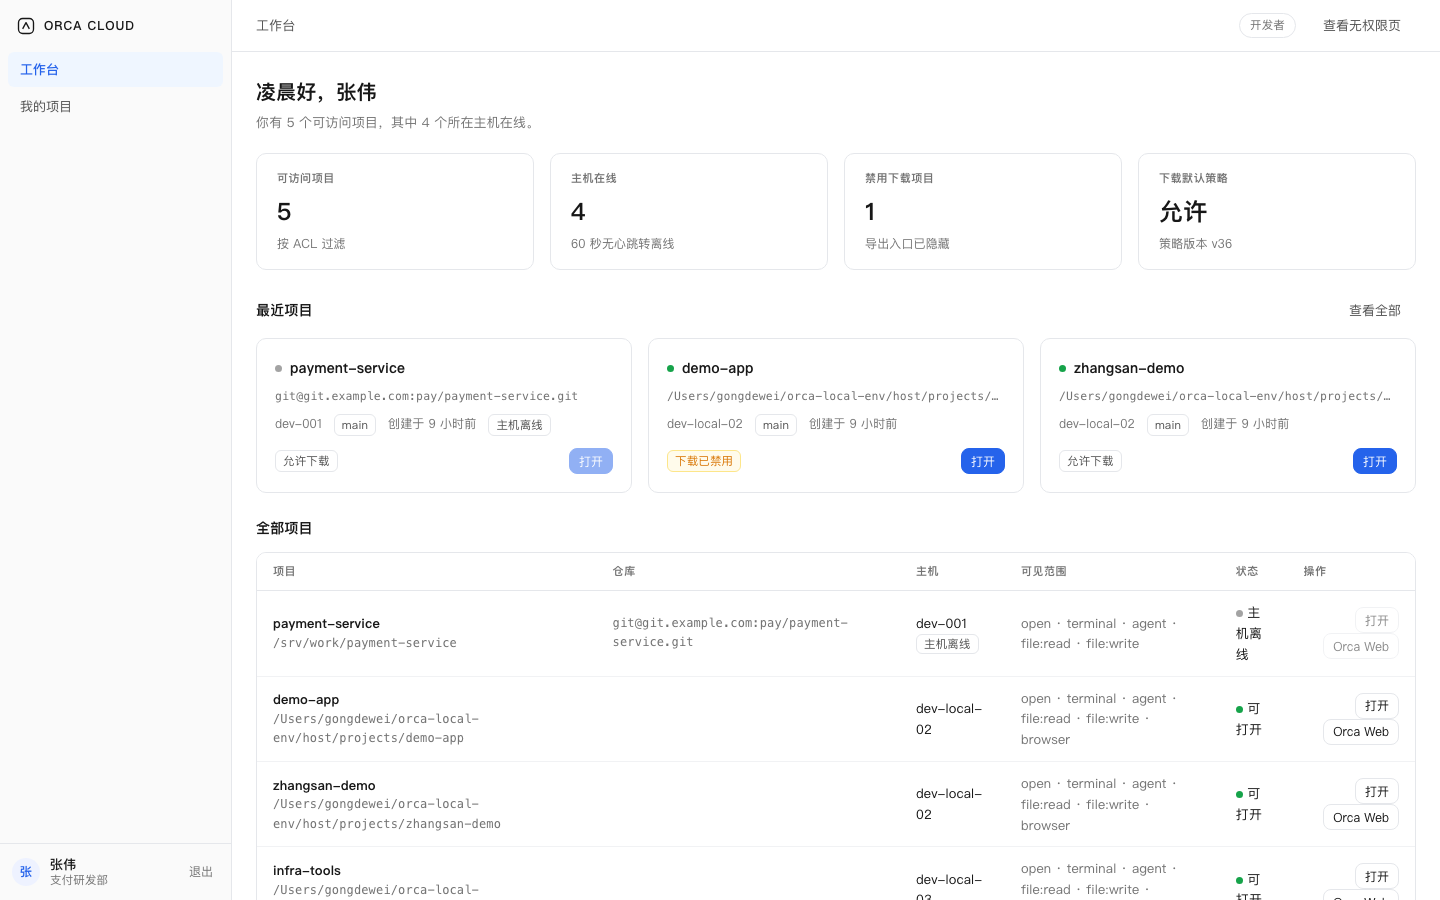 ORCA CLOUD
工作台
我的项目
张
张伟
支付研发部
退出
工作台
开发者
查看无权限页
凌晨好，张伟
你有 5 个可访问项目，其中 4 个所在主机在线。
可访问项目
5
按 ACL 过滤
主机在线
4
60 秒无心跳转离线
禁用下载项目
1
导出入口已隐藏
下载默认策略
允许
策略版本 v36
最近项目
查看全部
payment-service
git@git.example.com:pay/payment-service.git
dev-001 main 创建于 9 小时前 主机离线
允许下载 打开
demo-app
/Users/gongdewei/orca-local-env/host/projects/…
dev-local-02 main 创建于 9 小时前
下载已禁用 打开
zhangsan-demo
/Users/gongdewei/orca-local-env/host/projects/…
dev-local-02 main 创建于 9 小时前
允许下载 打开
全部项目
项目 仓库 主机 可见范围 状态 操作
payment-service
/srv/work/payment-service
git@git.example.com:pay/payment-
service.git
dev-001
主机离线
open · terminal · agent ·
file:read · file:write
主
机离
线
打开
Orca Web
demo-app
/Users/gongdewei/orca-local-
env/host/projects/demo-app
dev-local-
02
open · terminal · agent ·
file:read · file:write ·
browser
可
打开
打开
Orca Web
zhangsan-demo
/Users/gongdewei/orca-local-
env/host/projects/zhangsan-demo
dev-local-
02
open · terminal · agent ·
file:read · file:write ·
browser
可
打开
打开
Orca Web
infra-tools
/Users/gongdewei/orca-local-
dev-local-
03
open · terminal · agent ·
file:read · file:write ·
可
打开
打开
Orca Web